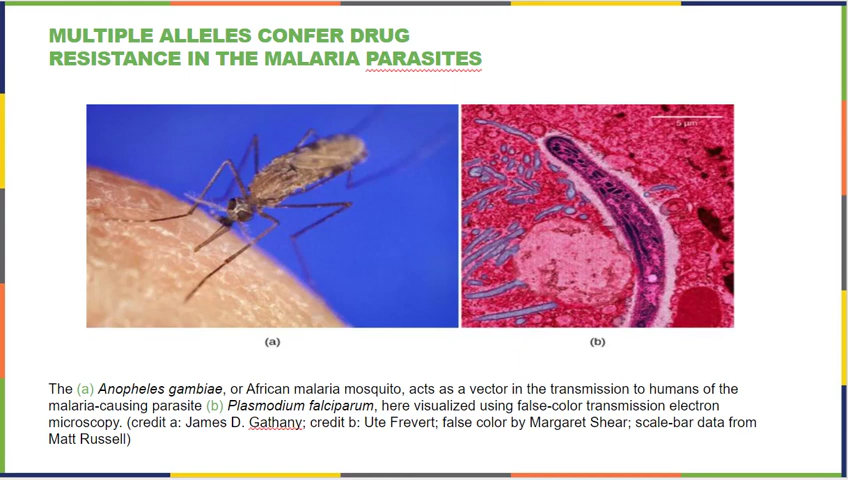 MULTIPLE ALLELES CONFER DRUG
RESISTANCE IN THE MALARIA PARASITES
5 µm
(a)
(b)
The (a) Anopheles gambiae, or African malaria mosquito, acts as a vector in the transmission to humans of the
malaria-causing parasite (b) Plasmodium falciparum, here visualized using false-color transmission electron
microscopy. (credit a: James D. Gathany; credit b: Ute Frevert; false color by Margaret Shear; scale-bar data from
Matt Russell)